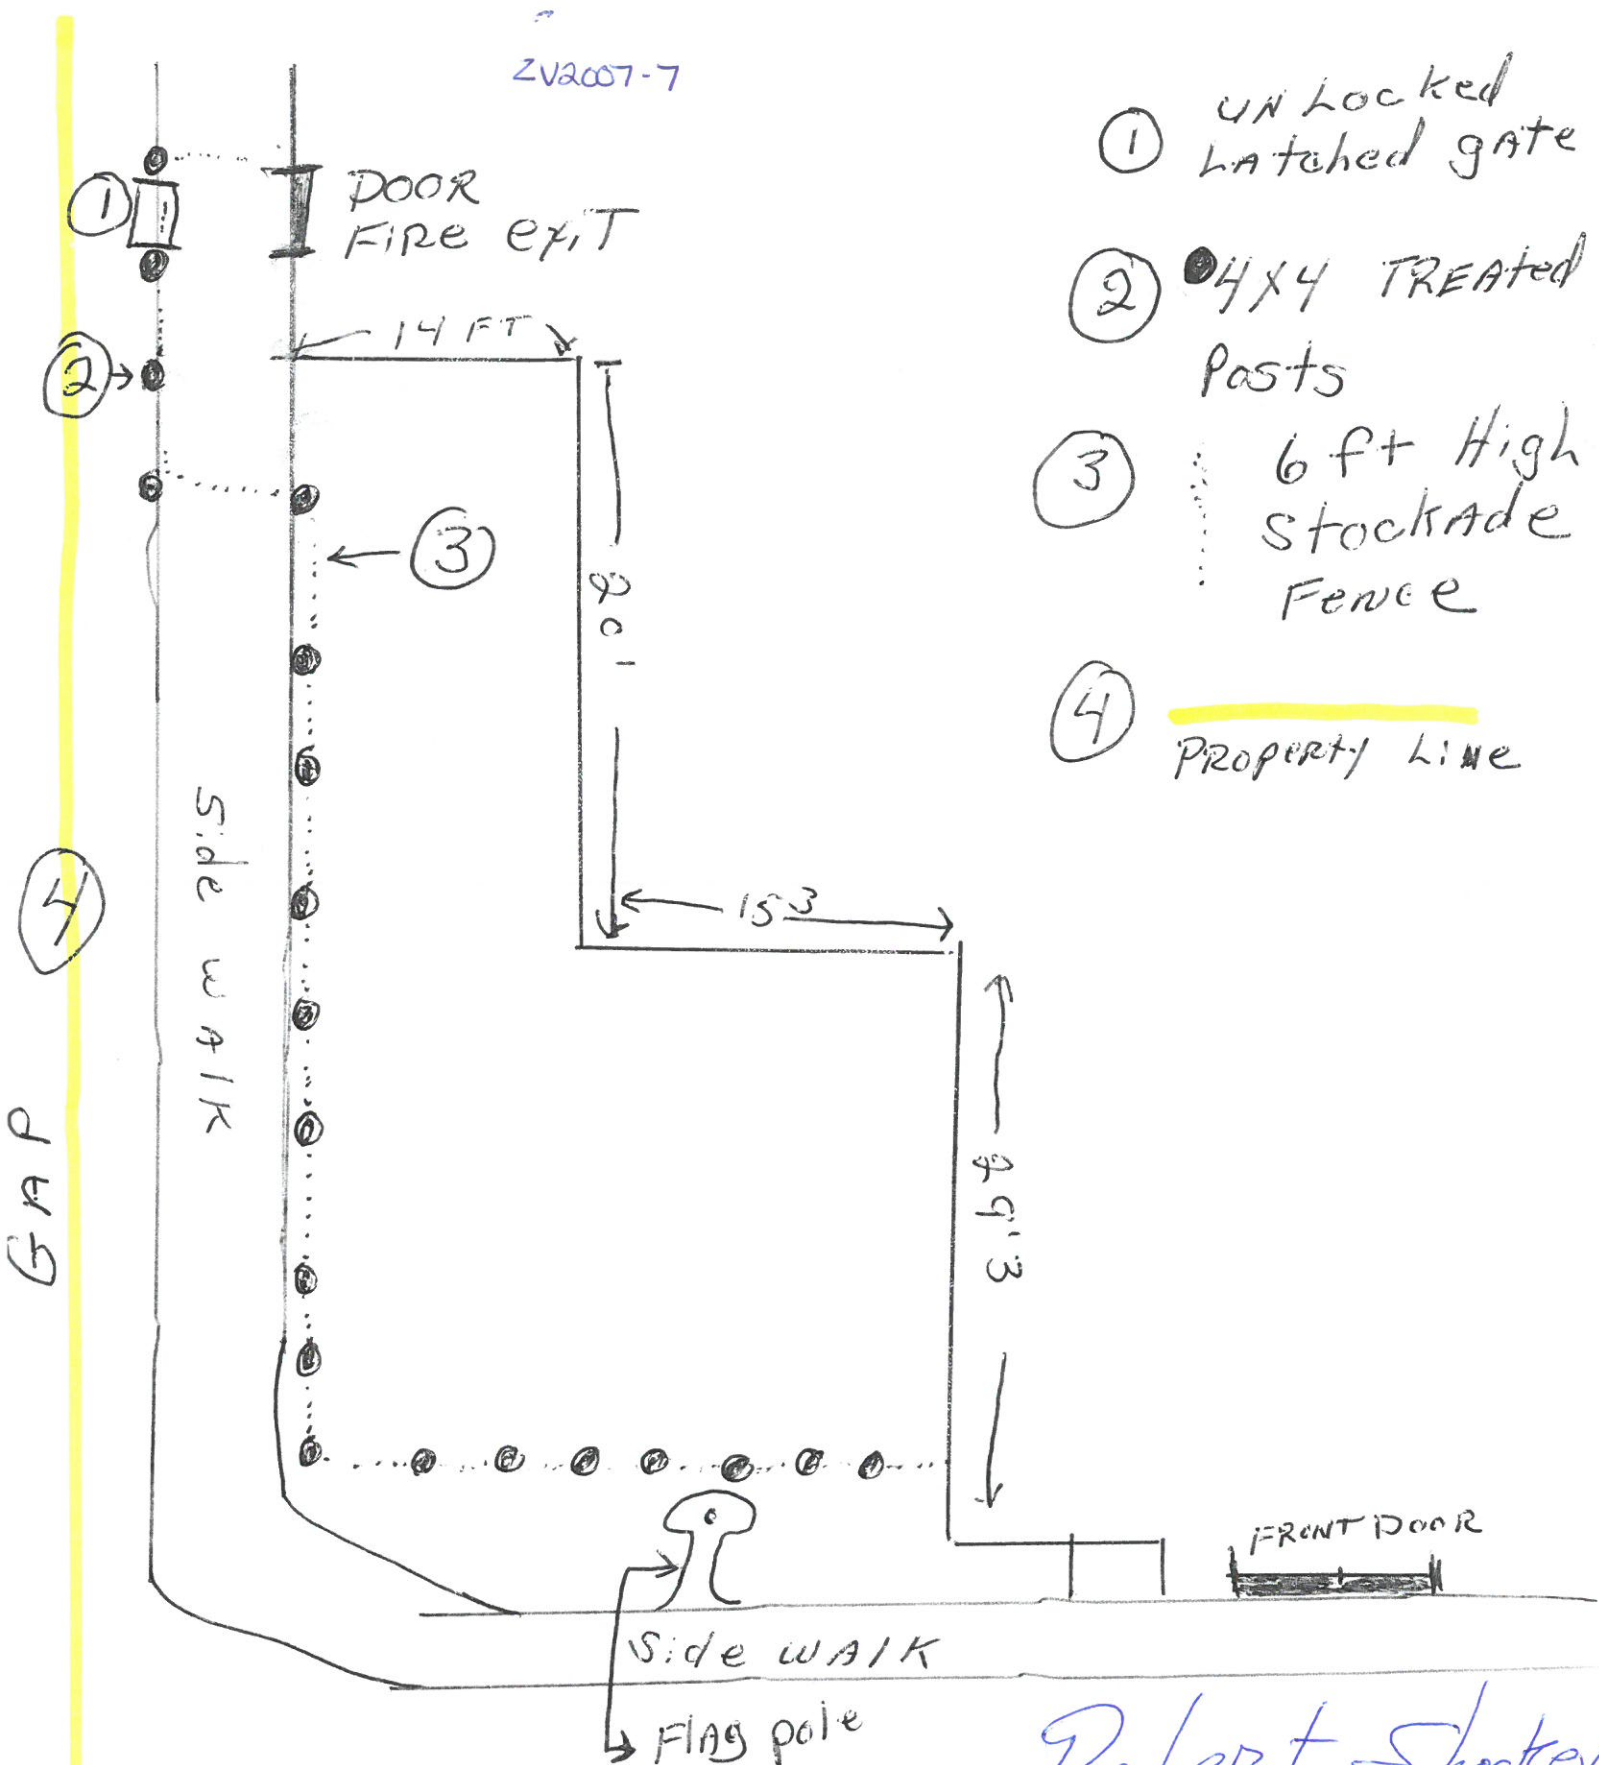 ZV2007-7
① UN Locked
LAtched gATe
② 4X4 TREAted
Posts
③ 6 ft High
StockAde
Fence
④
PROPERty LiNe
①
DOOR
FiRe exiT
14 FT
②
③
20'
Side wAlK
④
15 3
GAP
29'3
FRONT DOOR
Side wAlK
FlAg pole